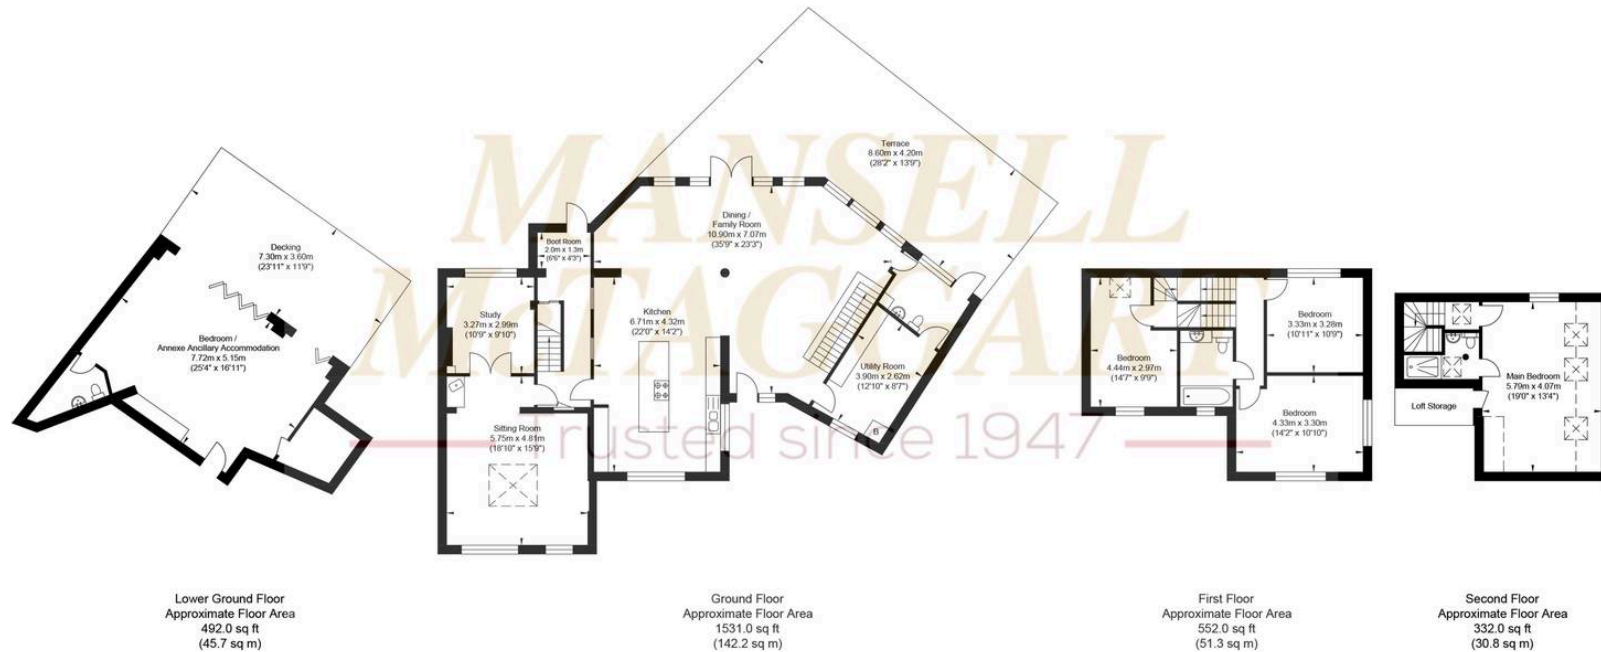 MANSELL
McTAGGART
Trusted since 1947
Decking
7.30m x 3.60m
(23'11" x 11'9")
Bedroom /
Annexe Ancillary Accommodation
7.72m x 5.15m
(25'4" x 16'11")
Lower Ground Floor
Approximate Floor Area
492.0 sq ft
(45.7 sq m)
Terrace
8.60m x 4.20m
(28'2" x 13'9")
Dining /
Family Room
10.90m x 7.07m
(35'9" x 23'3")
Boot Room
2.0m x 1.3m
(6'6" x 4'3")
Study
3.27m x 2.99m
(10'9" x 9'10")
Kitchen
6.71m x 4.32m
(22'0" x 14'2")
Utility Room
3.90m x 2.62m
(12'10" x 8'7")
B
Sitting Room
5.75m x 4.81m
(18'10" x 15'9")
Ground Floor
Approximate Floor Area
1531.0 sq ft
(142.2 sq m)
Bedroom
3.33m x 3.28m
(10'11" x 10'9")
Bedroom
4.44m x 2.97m
(14'7" x 9'9")
Bedroom
4.33m x 3.30m
(14'2" x 10'10")
First Floor
Approximate Floor Area
552.0 sq ft
(51.3 sq m)
Main Bedroom
5.79m x 4.07m
(19'0" x 13'4")
Loft Storage
Second Floor
Approximate Floor Area
332.0 sq ft
(30.8 sq m)